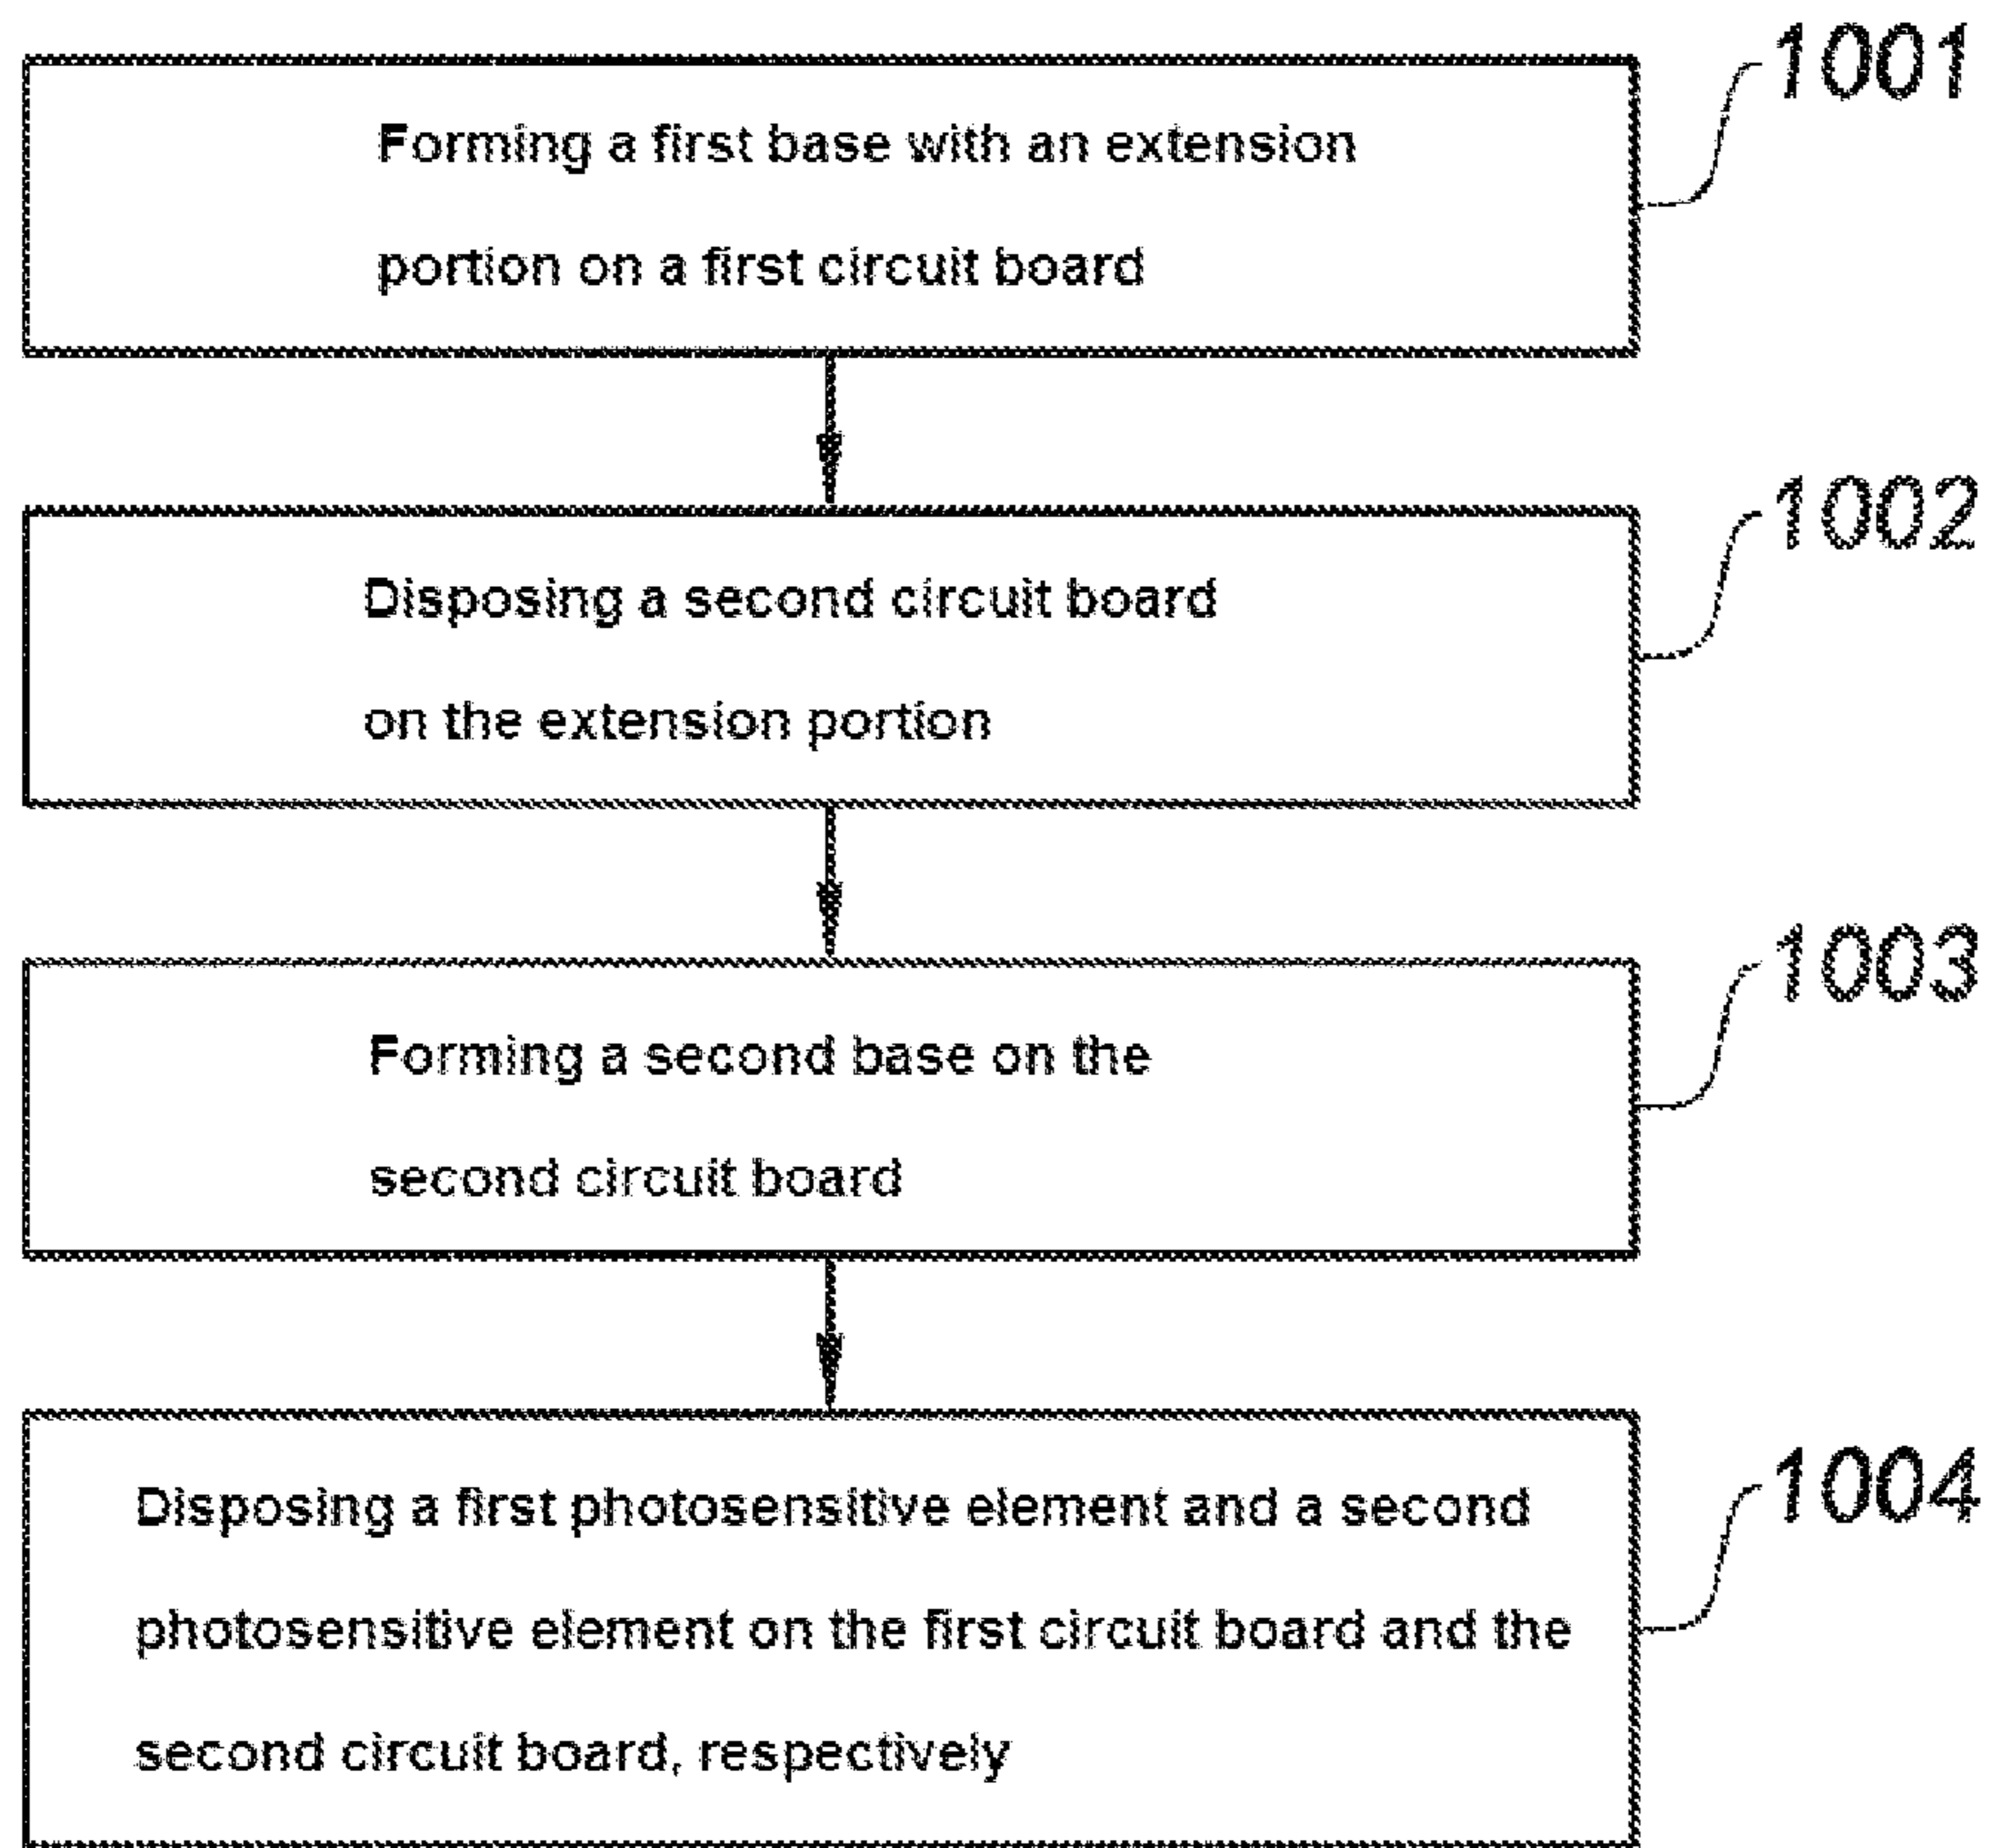 1001
Forming a first base with an extension
portion on a first circuit board
1002
Disposing a second circuit board
on the extension portion
1003
Forming a second base on the
second circuit board
1004
Disposing a first photosensitive element and a second
photosensitive element on the first circuit board and the
second circuit board, respectively